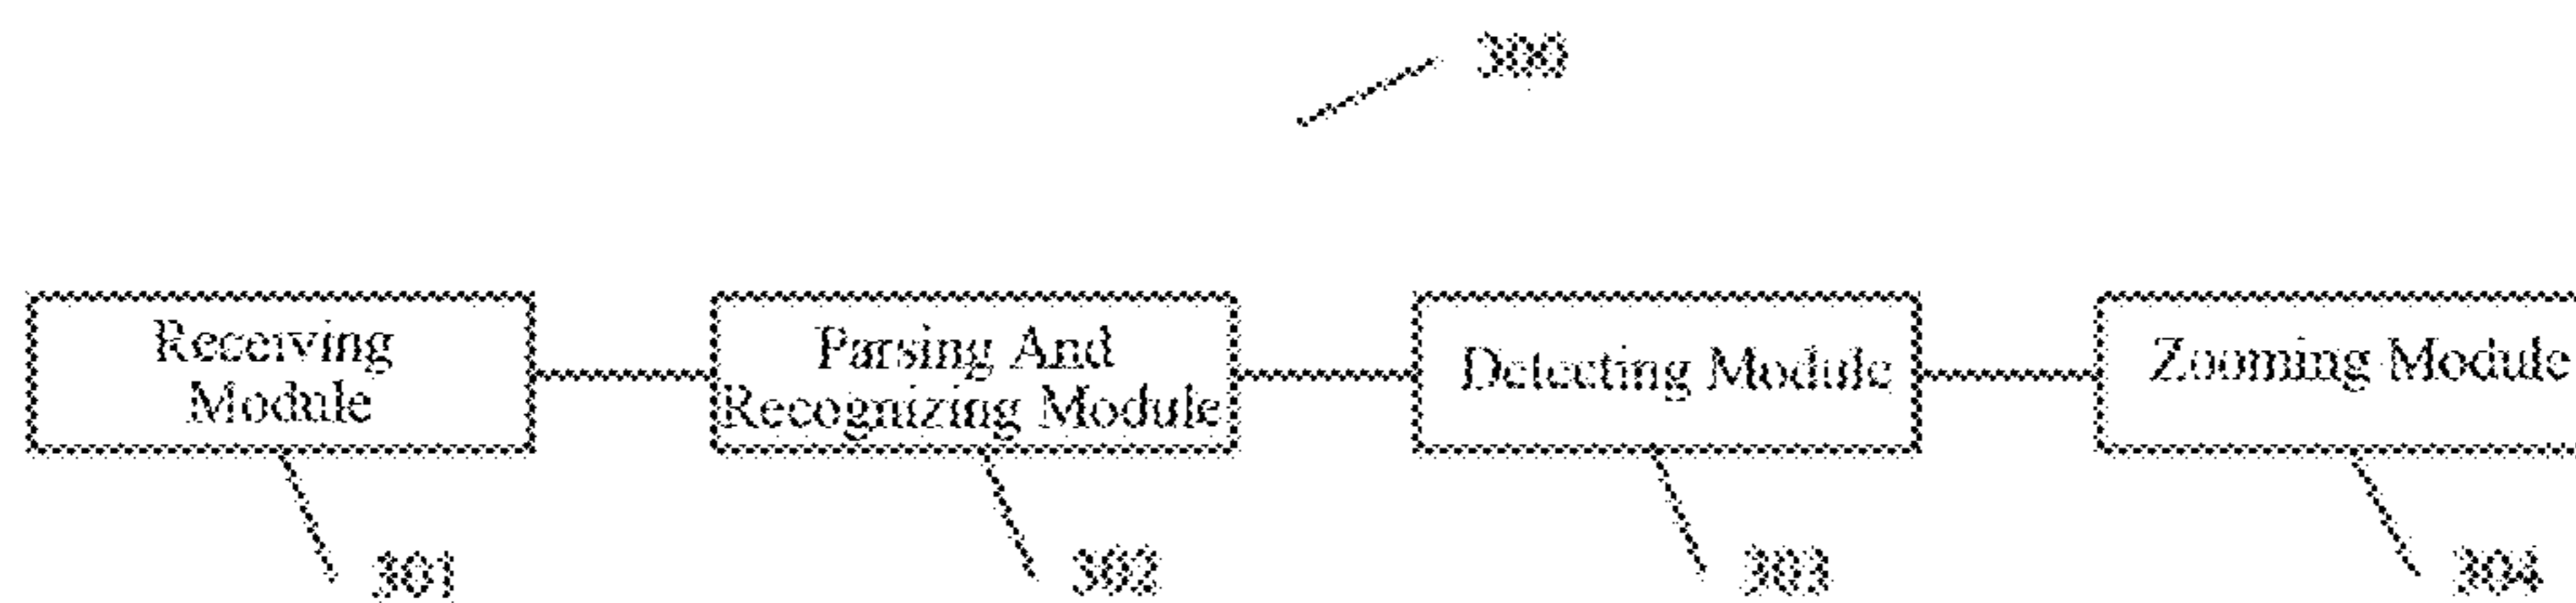 300
Receiving
Module
Parsing And
Recognizing Module
Detecting Module
Zooming Module
301
302
303
304